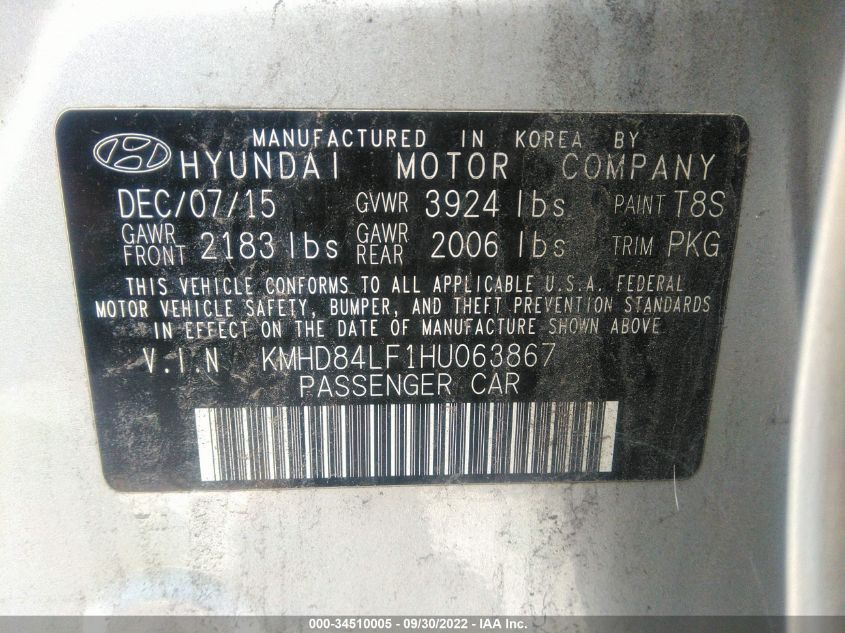 MANUFACTURED IN KOREA BY
HYUNDAI MOTOR COMPANY
DEC/07/15 GVWR 3924 lbs PAINT T8S
GAWR FRONT 2183 lbs GAWR REAR 2006 lbs TRIM PKG
THIS VEHICLE CONFORMS TO ALL APPLICABLE U.S.A. FEDERAL
MOTOR VEHICLE SAFETY, BUMPER, AND THEFT PREVENTION STANDARDS
IN EFFECT ON THE DATE OF MANUFACTURE SHOWN ABOVE.
V.I.N KMHD84LF1HU063867
PASSENGER CAR
000-34510005 - 09/30/2022 - IAA Inc.